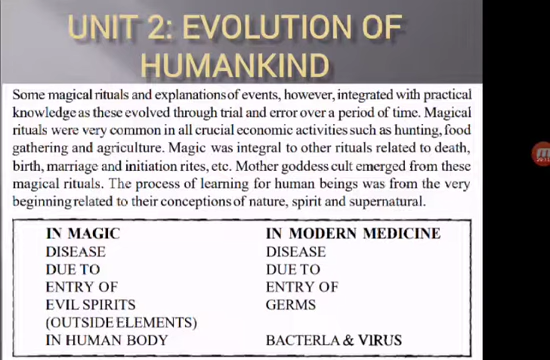 UNIT 2: EVOLUTION OF
HUMANKIND
Some magical rituals and explanations of events, however, integrated with practical
knowledge as these evolved through trial and error over a period of time. Magical
rituals were very common in all crucial economic activities such as hunting, food
gathering and agriculture. Magic was integral to other rituals related to death,
birth, marriage and initiation rites, etc. Mother goddess cult emerged from these
magical rituals. The process of learning for human beings was from the very
beginning related to their conceptions of nature, spirit and supernatural.
IN MAGIC IN MODERN MEDICINE
DISEASE DISEASE
DUE TO DUE TO
ENTRY OF ENTRY OF
EVIL SPIRITS GERMS
(OUTSIDE ELEMENTS)
IN HUMAN BODY BACTERLA & VIRUS